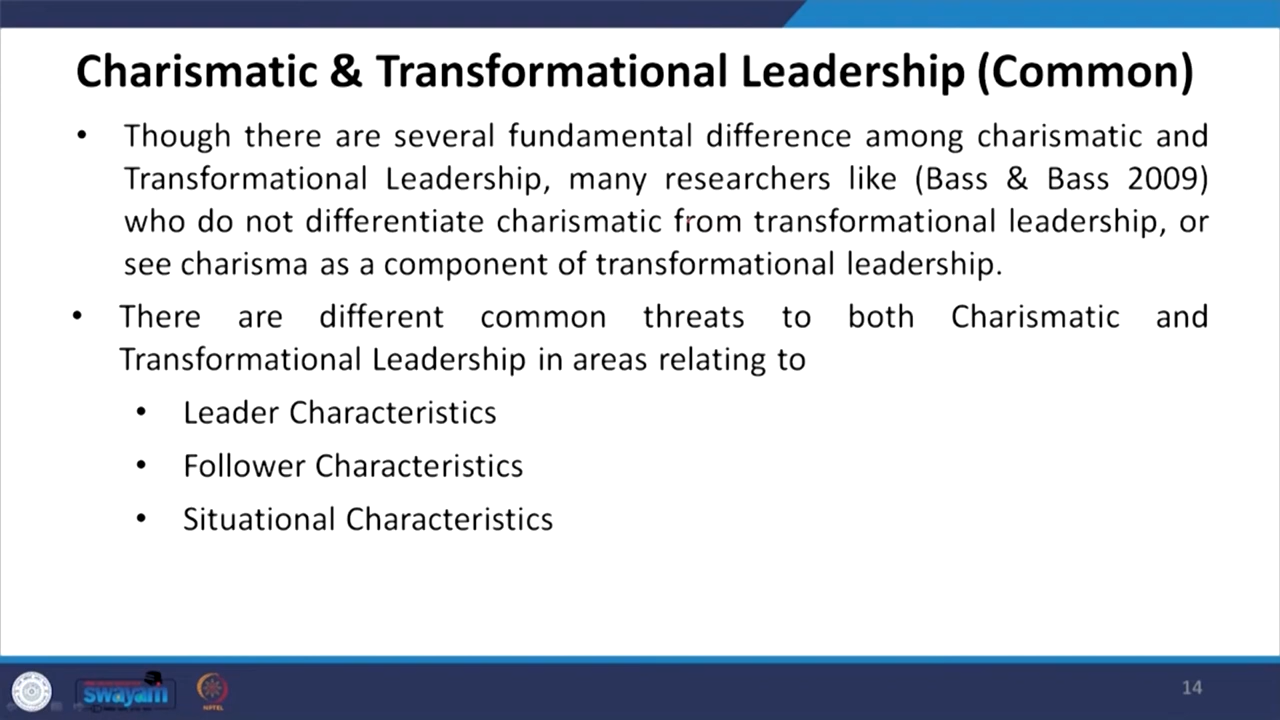 Charismatic & Transformational Leadership (Common)
• Though there are several fundamental difference among charismatic and
Transformational Leadership, many researchers like (Bass & Bass 2009)
who do not differentiate charismatic from transformational leadership, or
see charisma as a component of transformational leadership.
• There are different common threats to both Charismatic and
Transformational Leadership in areas relating to
• Leader Characteristics
• Follower Characteristics
• Situational Characteristics
swayam
NPTEL
14